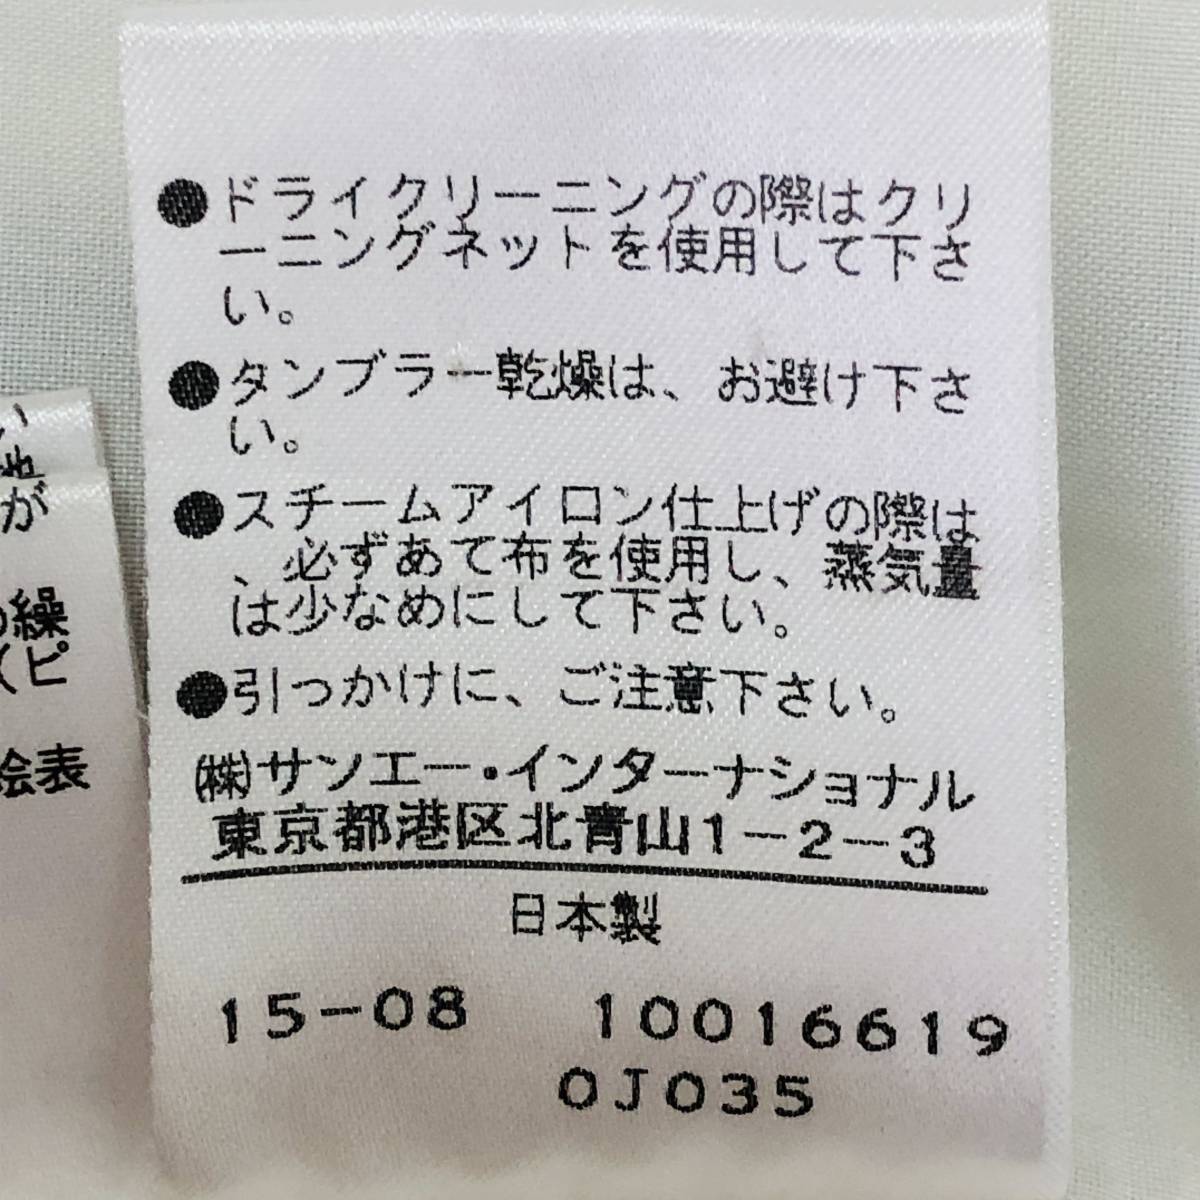 ●ドライクリーニングの際はクリ
ーニングネットを使用して下さ
い。
●タンブラー乾燥は、お避け下さ
い。
●スチームアイロン仕上げの際は
、必ずあて布を使用し、蒸気量
は少なめにして下さい。
●引っかけに、ご注意下さい。
(株)サンエー・インターナショナル
東京都港区北青山1-2-3
日本製
15-08 10016619
0J035
い
地
が
繰
(ピ
絵表